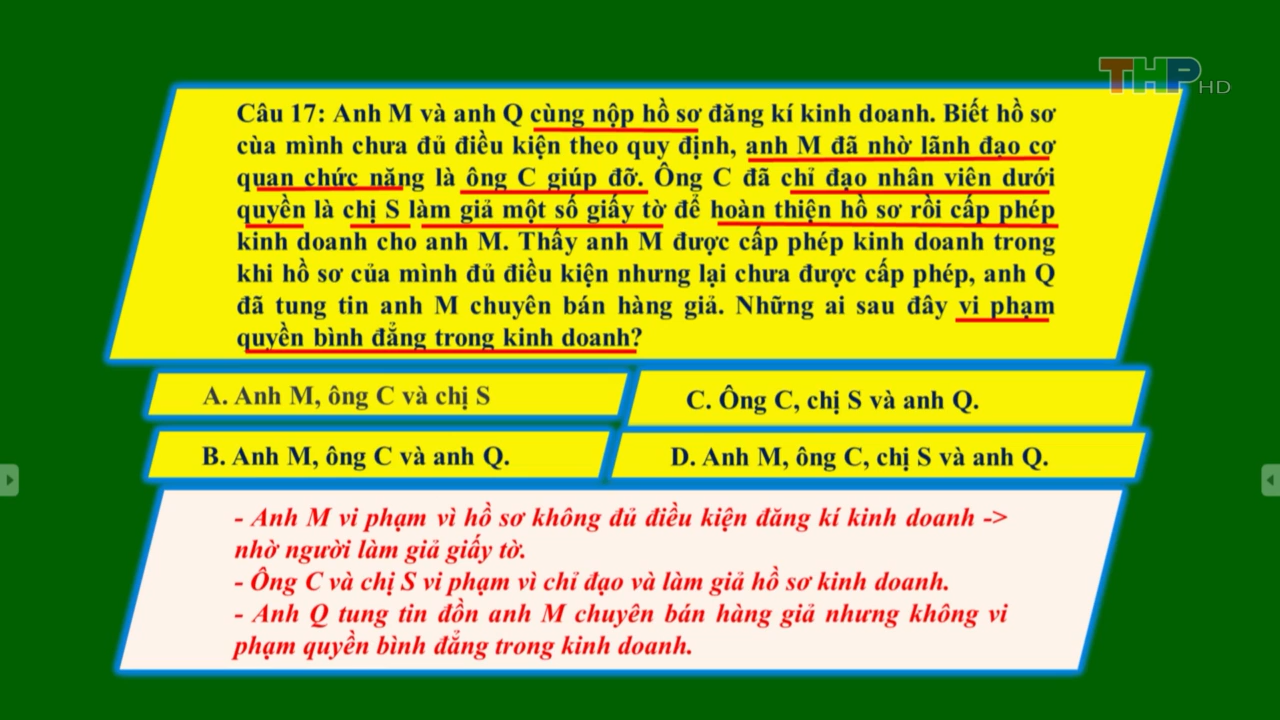 THP HD
Câu 17: Anh M và anh Q cùng nộp hồ sơ đăng kí kinh doanh. Biết hồ sơ
cùa mình chưa đủ điều kiện theo quy định, anh M đã nhờ lãnh đạo cơ
quan chức năng là ông C giúp đỡ. Ông C đã chỉ đạo nhân viên dưới
quyền là chị S làm giả một số giấy tờ để hoàn thiện hồ sơ rồi cấp phép
kinh doanh cho anh M. Thấy anh M được cấp phép kinh doanh trong
khi hồ sơ của mình đủ điều kiện nhưng lại chưa được cấp phép, anh Q
đã tung tin anh M chuyên bán hàng giả. Những ai sau đây vi phạm
quyền bình đẳng trong kinh doanh?
A. Anh M, ông C và chị S
C. Ông C, chị S và anh Q.
B. Anh M, ông C và anh Q.
D. Anh M, ông C, chị S và anh Q.
- Anh M vi phạm vì hồ sơ không đủ điều kiện đăng kí kinh doanh ->
nhờ người làm giả giấy tờ.
- Ông C và chị S vi phạm vì chỉ đạo và làm giả hồ sơ kinh doanh.
- Anh Q tung tin đồn anh M chuyên bán hàng giả nhưng không vi
phạm quyền bình đẳng trong kinh doanh.